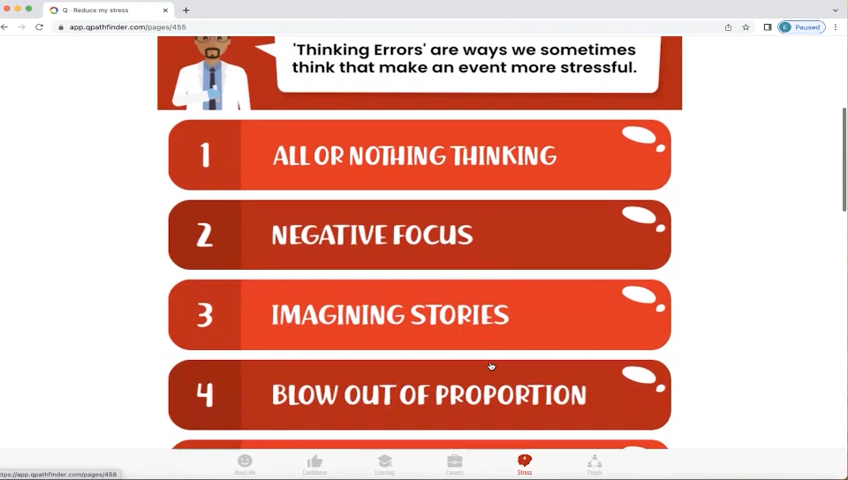 Q - Reduce my stress
app.qpathfinder.com/pages/455
E
Paused
'Thinking Errors' are ways we sometimes
think that make an event more stressful.
1
ALL OR NOTHING THINKING
2
NEGATIVE FOCUS
3
IMAGINING STORIES
4
BLOW OUT OF PROPORTION
About Me
Confidence
Learning
Careers
Stress
People
ttps://app.qpathfinder.com/pages/458